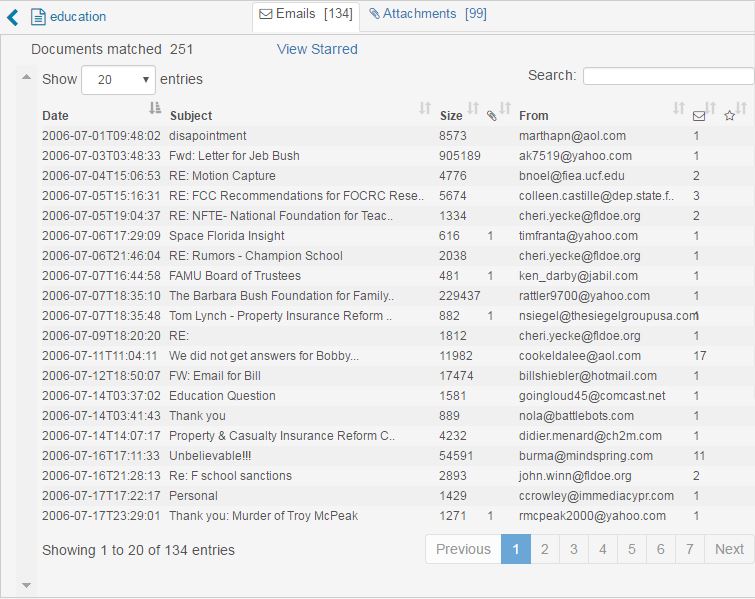 education Emails [134] Attachments [99]
Documents matched 251 View Starred
Show 20 entries Search:
Date Subject Size From
2006-07-01T09:48:02 disapointment 8573 marthapn@aol.com 1
2006-07-03T03:48:33 Fwd: Letter for Jeb Bush 905189 ak7519@yahoo.com 1
2006-07-04T15:06:53 RE: Motion Capture 4776 bnoel@fiea.ucf.edu 2
2006-07-05T15:16:31 RE: FCC Recommendations for FOCRC Rese.. 5674 colleen.castille@dep.state.f.. 3
2006-07-05T19:04:37 RE: NFTE- National Foundation for Teac.. 1334 cheri.yecke@fldoe.org 2
2006-07-06T17:29:09 Space Florida Insight 616 1 timfranta@yahoo.com 1
2006-07-06T21:46:04 RE: Rumors - Champion School 2038 cheri.yecke@fldoe.org 1
2006-07-07T16:44:58 FAMU Board of Trustees 481 1 ken_darby@jabil.com 1
2006-07-07T18:35:10 The Barbara Bush Foundation for Family.. 229437 rattler9700@yahoo.com 1
2006-07-07T18:35:48 Tom Lynch - Property Insurance Reform .. 882 1 nsiegel@thesiegelgroupusa.com 1
2006-07-09T18:20:20 RE: 1812 cheri.yecke@fldoe.org 1
2006-07-11T11:04:11 We did not get answers for Bobby... 11982 cookeldalee@aol.com 17
2006-07-12T18:50:07 FW: Email for Bill 17474 billshiebler@hotmail.com 1
2006-07-14T03:37:02 Education Question 1581 goingloud45@comcast.net 1
2006-07-14T03:41:43 Thank you 889 nola@battlebots.com 1
2006-07-14T14:07:17 Property & Casualty Insurance Reform C.. 4232 didier.menard@ch2m.com 1
2006-07-16T17:11:33 Unbelievable!!! 54591 burma@mindspring.com 11
2006-07-16T21:28:13 Re: F school sanctions 2893 john.winn@fldoe.org 2
2006-07-17T17:22:17 Personal 1429 ccrowley@immediacypr.com 1
2006-07-17T23:29:01 Thank you: Murder of Troy McPeak 1271 1 rmcpeak2000@yahoo.com 1
Showing 1 to 20 of 134 entries Previous 1 2 3 4 5 6 7 Next